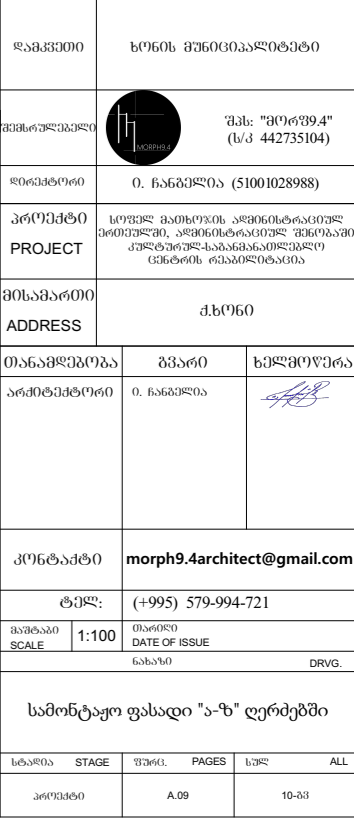 დამკვეთი
ხონის მუნიციპალიტეტი
შემსრულებელი
MORPH9.4
შპს: "მორფ9.4"
(ს/კ 442735104)
დირექტორი
ი. ჩანგელია (51001028988)
პროექტი
PROJECT
სოფელ მათხოჯის ადმინისტრაციულ
ერთეულში, ადმინისტრაციულ შენობაში
კულტურულ-საგანმანათლებლო
ცენტრის რეაბილიტაცია
მისამართი
ADDRESS
ქ.ხონი
თანამდებობა გვარი ხელმოწერა
არქიტექტორი ი. ჩანგელია
კონტაქტი
morph9.4architect@gmail.com
ტელ: (+995) 579-994-721
მაშტაბი
SCALE
1:100
თარიღი
DATE OF ISSUE
ნახაზი DRVG.
სამონტაჟო ფასადი "ა-ზ" ღერძებში
სტადია STAGE ფურც. PAGES სულ ALL
პროექტი A.09 10-გვ